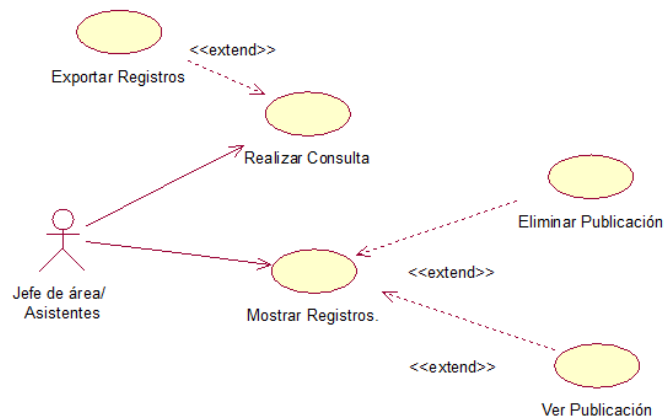 <<extend>>
Exportar Registros
Realizar Consulta
Eliminar Publicación
<<extend>>
Jefe de área/
Asistentes
Mostrar Registros.
<<extend>>
Ver Publicación